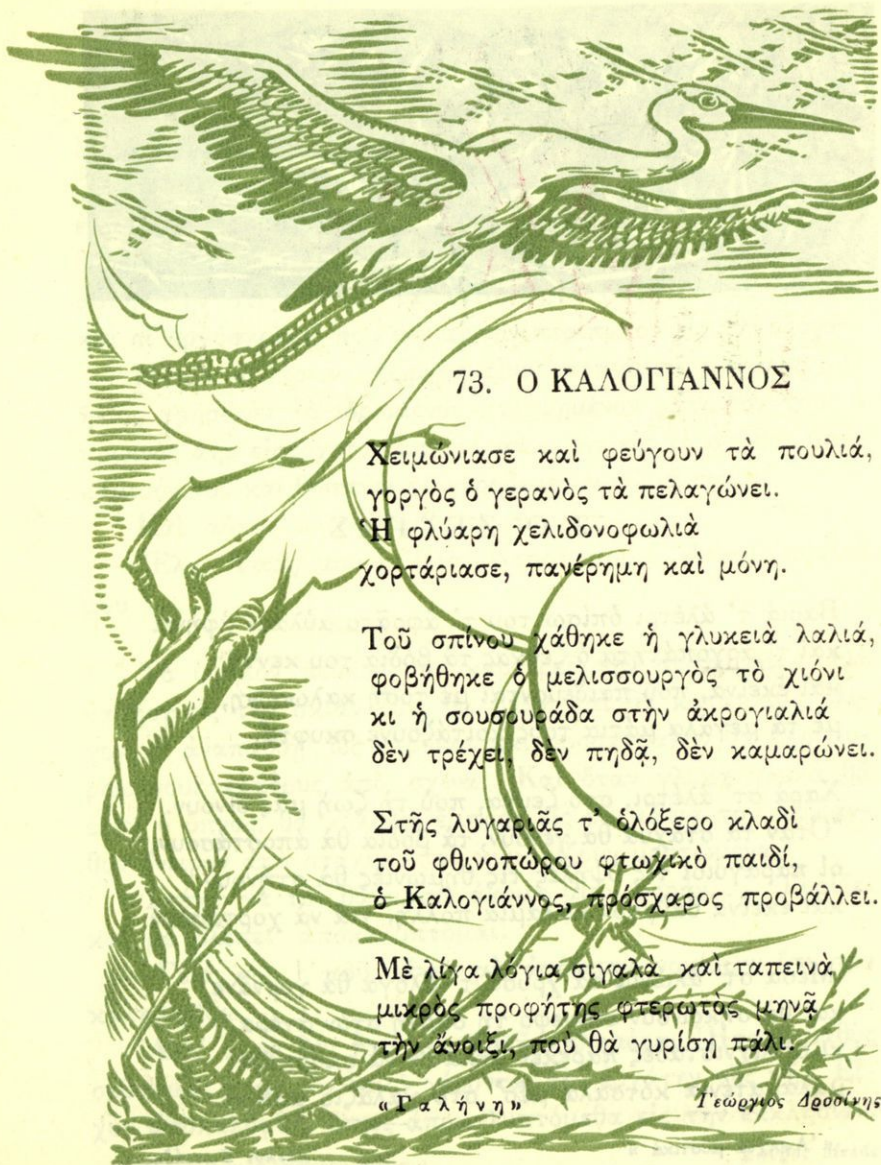 73. Ο ΚΑΛΟΓΙΑΝΝΟΣ
Χειμώνιασε καὶ φεύγουν τὰ πουλιά,
γοργὸς ὁ γερανὸς τὰ πελαγώνει.
Ἡ φλύαρη χελιδονοφωλιὰ
χορτάριασε, πανέρημη καὶ μόνη.
Τοῦ σπίνου χάθηκε ἡ γλυκειὰ λαλιά,
φοβήθηκε ὁ μελισσουργὸς τὸ χιόνι
κι ἡ σουσουράδα στὴν ἀκρογιαλιὰ
δὲν τρέχει, δὲν πηδᾶ, δὲν καμαρώνει.
Στῆς λυγαριᾶς τ' ὁλόξερο κλαδὶ
τοῦ φθινοπώρου φτωχικὸ παιδί,
ὁ Καλογιάννος, πρόσχαρος προβάλλει.
Μὲ λίγα λόγια σιγαλὰ καὶ ταπεινὰ
μικρὸς προφήτης φτερωτὸς μηνᾶ
τὴν ἄνοιξι, ποὺ θὰ γυρίση πάλι.
«Γαλήνη» Γεώργιος Δροσίνης